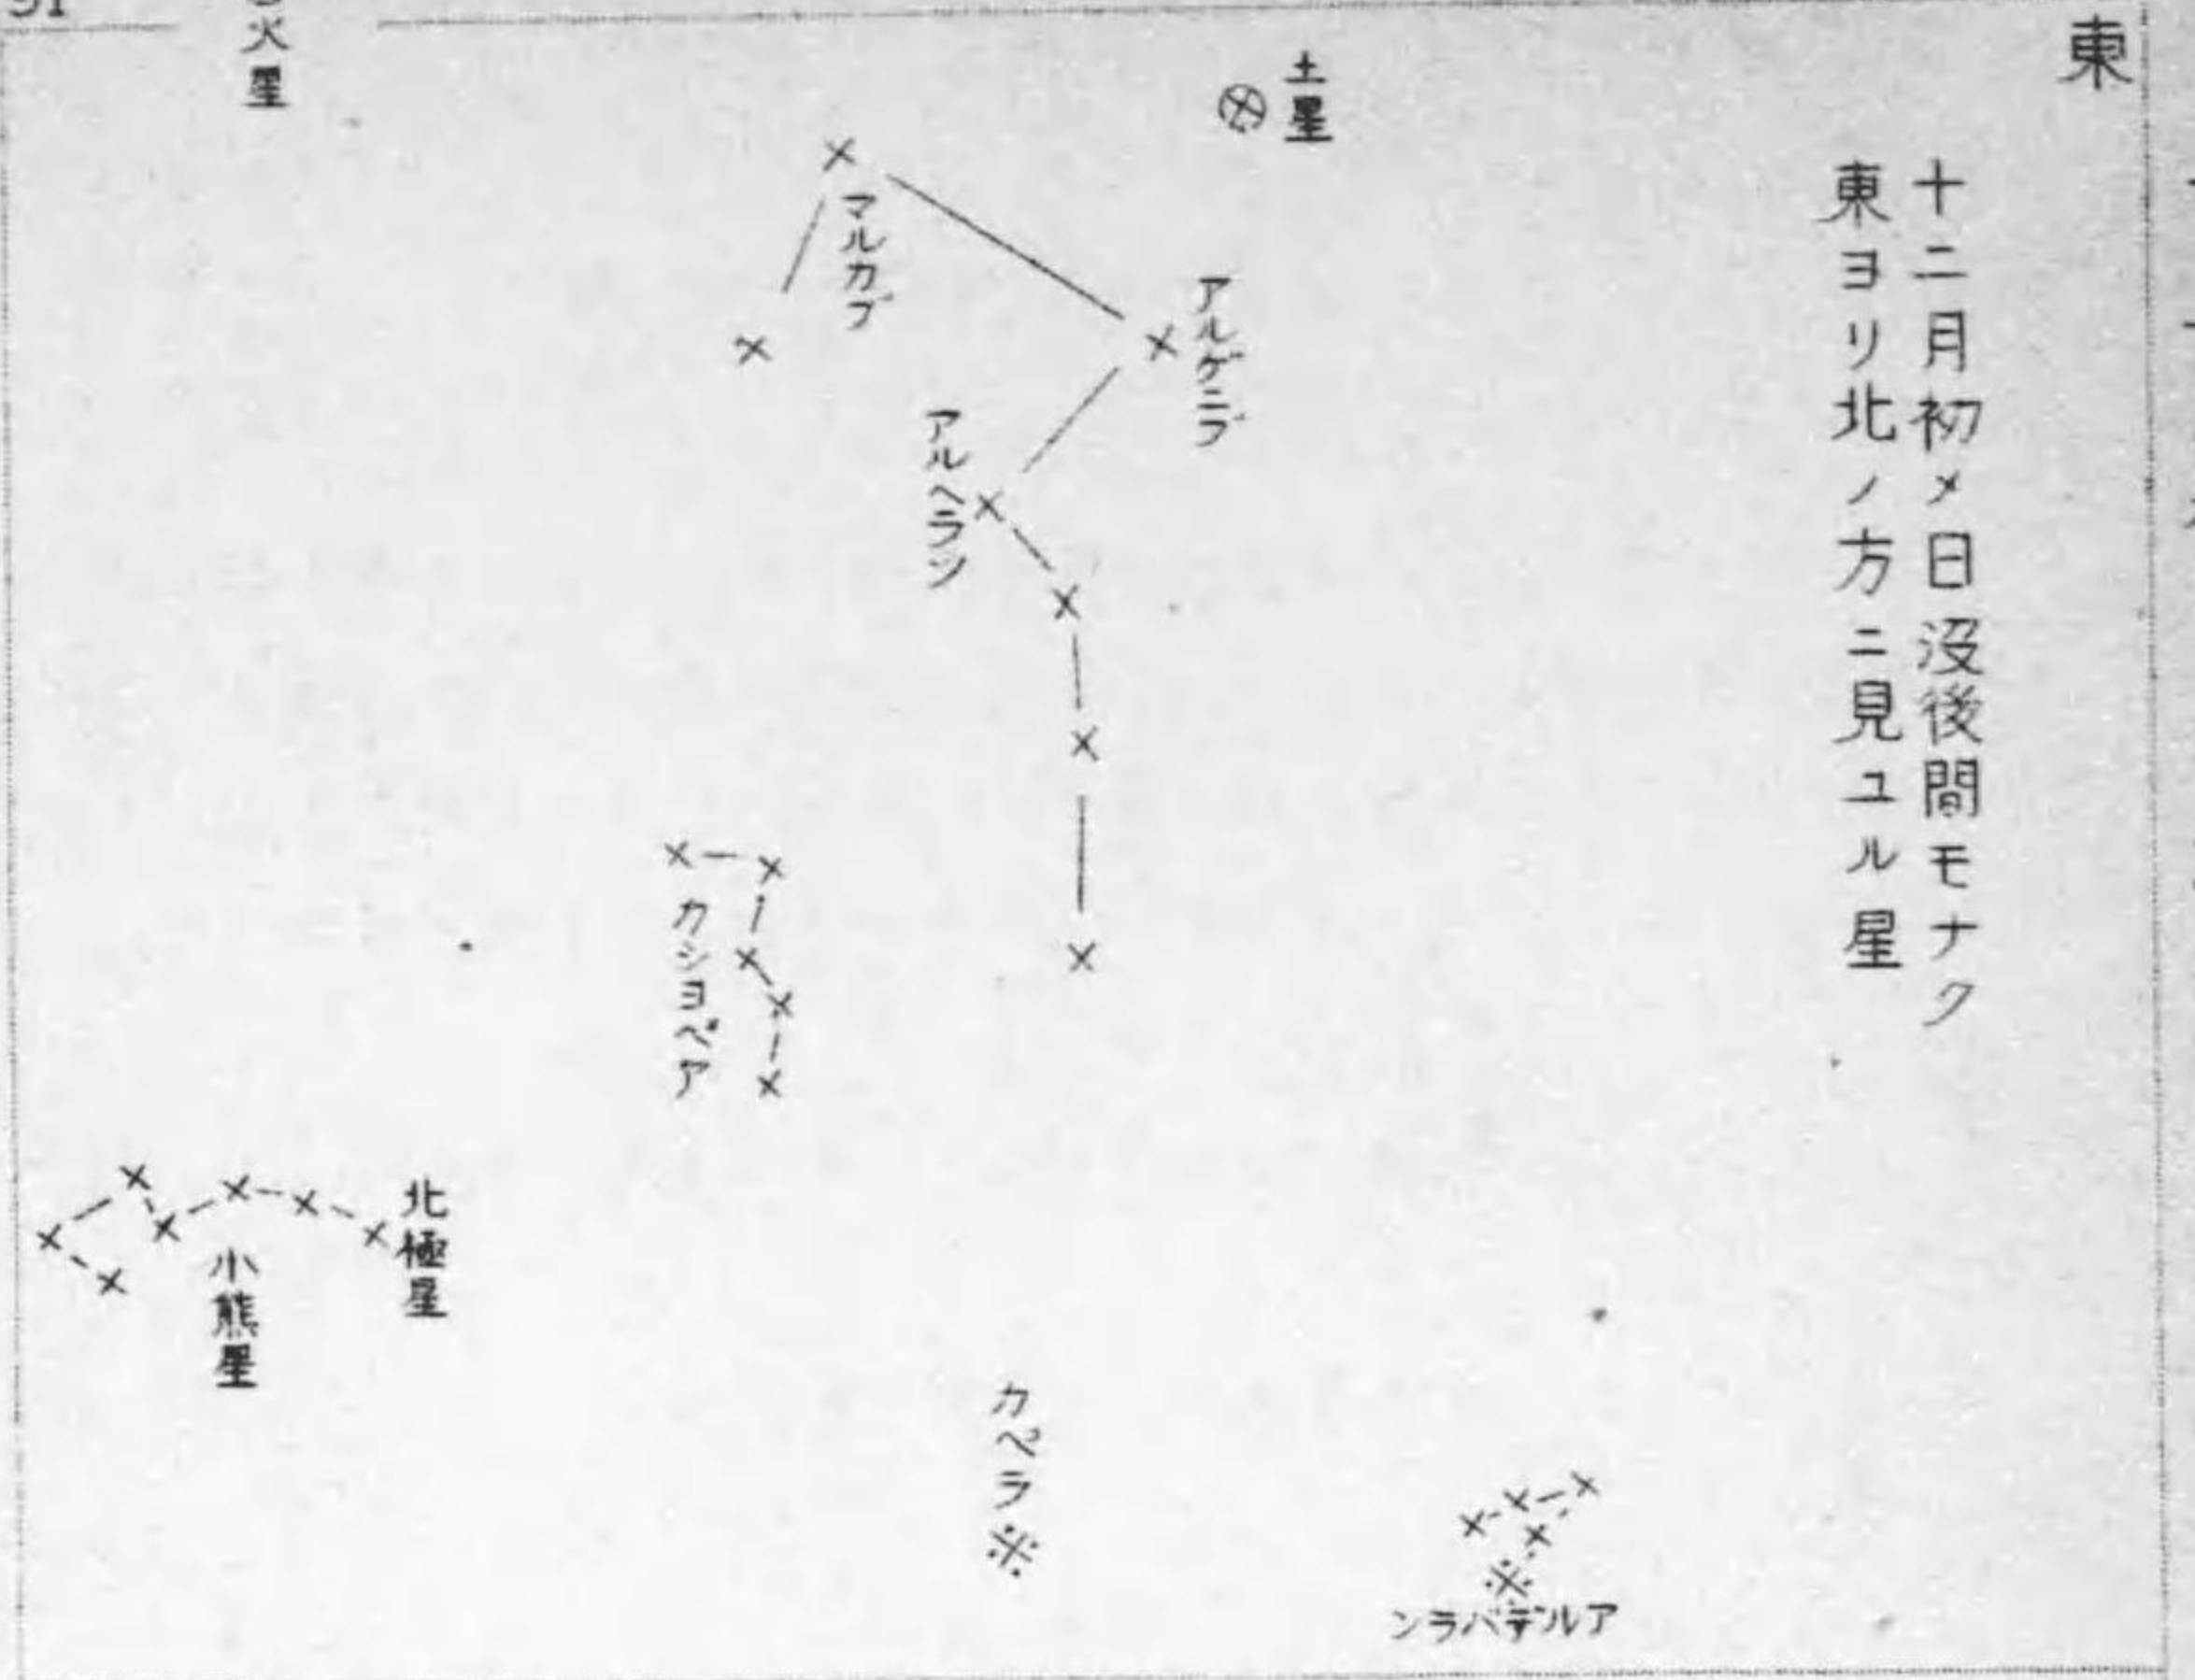 東
十二月初メ日没後間モナク
東ヨリ北ノ方ニ見ユル星
土星
アルゲニブ
マルカブ
アルヘラツ
火星
カシヨペア
北極星
小熊星
カペラ
アルデバラン